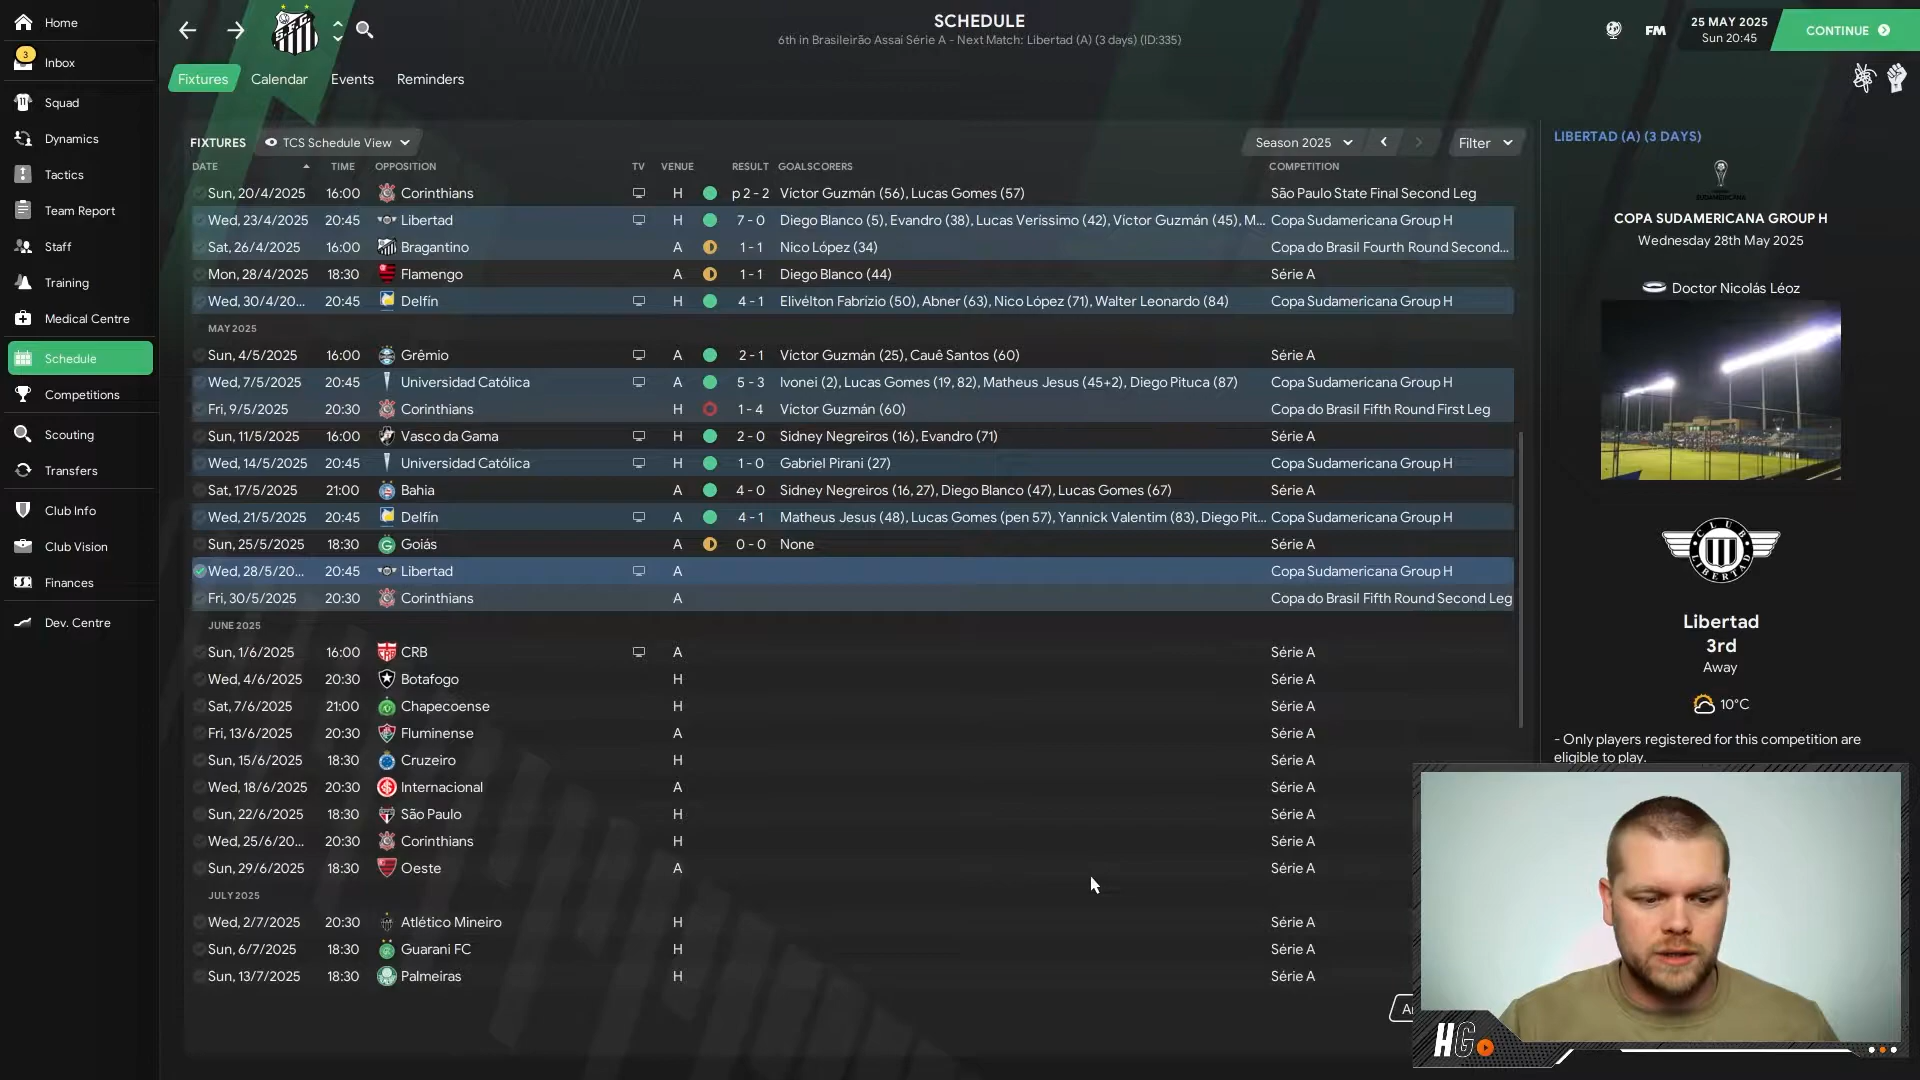 SCHEDULE
6th in Brasileirão Assaí Série A - Next Match: Libertad (A) (3 days) (ID:335)
FM
25 MAY 2025
Sun 20:45
CONTINUE
Home
3
Inbox
Squad
Dynamics
Tactics
Team Report
Staff
Training
Medical Centre
Schedule
Competitions
Scouting
Transfers
Club Info
Club Vision
Finances
Dev. Centre
Fixtures Calendar Events Reminders
FIXTURES TCS Schedule View Season 2025 Filter
DATE TIME OPPOSITION TV VENUE RESULT GOALSCORERS COMPETITION
Sun, 20/4/2025 16:00 Corinthians H p 2 - 2 Víctor Guzmán (56), Lucas Gomes (57) São Paulo State Final Second Leg
Wed, 23/4/2025 20:45 Libertad H 7 - 0 Diego Blanco (5), Evandro (38), Lucas Veríssimo (42), Víctor Guzmán (45), M... Copa Sudamericana Group H
Sat, 26/4/2025 16:00 Bragantino A 1 - 1 Nico López (34) Copa do Brasil Fourth Round Second...
Mon, 28/4/2025 18:30 Flamengo A 1 - 1 Diego Blanco (44) Série A
Wed, 30/4/20... 20:45 Delfín H 4 - 1 Elivélton Fabrízio (50), Abner (63), Nico López (71), Walter Leonardo (84) Copa Sudamericana Group H
MAY 2025
Sun, 4/5/2025 16:00 Grêmio A 2 - 1 Víctor Guzmán (25), Cauê Santos (60) Série A
Wed, 7/5/2025 20:45 Universidad Católica A 5 - 3 Ivonei (2), Lucas Gomes (19, 82), Matheus Jesus (45+2), Diego Pituca (87) Copa Sudamericana Group H
Fri, 9/5/2025 20:30 Corinthians H 1 - 4 Víctor Guzmán (60) Copa do Brasil Fifth Round First Leg
Sun, 11/5/2025 16:00 Vasco da Gama H 2 - 0 Sidney Negreiros (16), Evandro (71) Série A
Wed, 14/5/2025 20:45 Universidad Católica H 1 - 0 Gabriel Pirani (27) Copa Sudamericana Group H
Sat, 17/5/2025 21:00 Bahia A 4 - 0 Sidney Negreiros (16, 27), Diego Blanco (47), Lucas Gomes (67) Série A
Wed, 21/5/2025 20:45 Delfín A 4 - 1 Matheus Jesus (48), Lucas Gomes (pen 57), Yannick Valentim (83), Diego Pit... Copa Sudamericana Group H
Sun, 25/5/2025 18:30 Goiás A 0 - 0 None Série A
Wed, 28/5/20... 20:45 Libertad A Copa Sudamericana Group H
Fri, 30/5/2025 20:30 Corinthians A Copa do Brasil Fifth Round Second Leg
JUNE 2025
Sun, 1/6/2025 16:00 CRB A Série A
Wed, 4/6/2025 20:30 Botafogo H Série A
Sat, 7/6/2025 21:00 Chapecoense H Série A
Fri, 13/6/2025 20:30 Fluminense A Série A
Sun, 15/6/2025 18:30 Cruzeiro H Série A
Wed, 18/6/2025 20:30 Internacional A Série A
Sun, 22/6/2025 18:30 São Paulo H Série A
Wed, 25/6/20... 20:30 Corinthians H Série A
Sun, 29/6/2025 18:30 Oeste A Série A
JULY 2025
Wed, 2/7/2025 20:30 Atlético Mineiro H Série A
Sun, 6/7/2025 18:30 Guarani FC H Série A
Sun, 13/7/2025 18:30 Palmeiras H Série A
LIBERTAD (A) (3 DAYS)
SUDAMERICANA
COPA SUDAMERICANA GROUP H
Wednesday 28th May 2025
Doctor Nicolás Léoz
CLUB
LIBERTAD
Libertad
3rd
Away
10°C
- Only players registered for this competition are
eligible to play.
HG